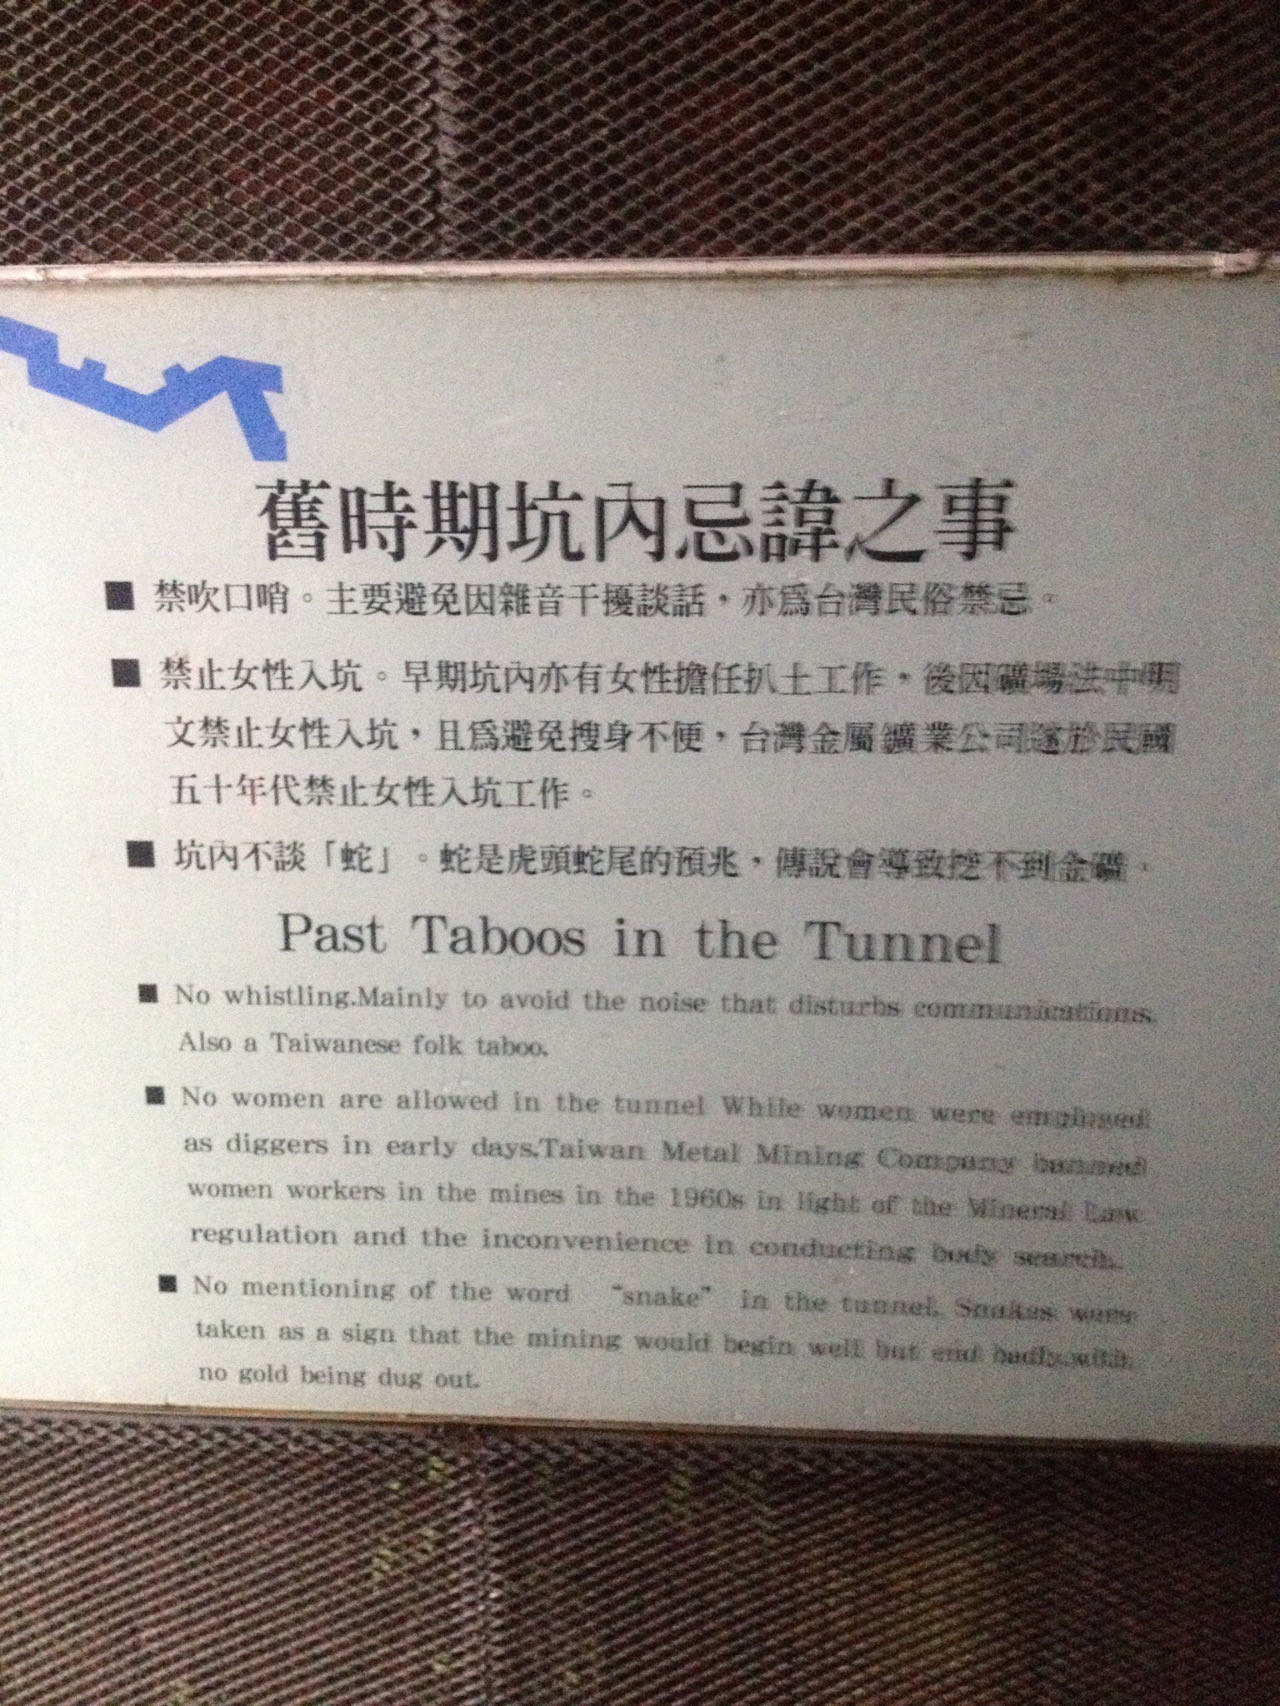 舊時期坑內忌諱之事
■ 禁吹口哨。主要避免因雜音干擾談話，亦為台灣民俗禁忌。
■ 禁止女性入坑。早期坑內亦有女性擔任扒土工作，後因礦場法中明
文禁止女性入坑，且為避免搜身不便，台灣金屬鑛業公司遂於民國
五十年代禁止女性入坑工作。
■ 坑內不談「蛇」。蛇是虎頭蛇尾的預兆，傳說會導致挖不到金礦。
Past Taboos in the Tunnel
■ No whistling.Mainly to avoid the noise that disturbs communications.
Also a Taiwanese folk taboo.
■ No women are allowed in the tunnel While women were employed
as diggers in early days,Taiwan Metal Mining Company banned
women workers in the mines in the 1960s in light of the Mineral Law
regulation and the inconvenience in conducting body search.
■ No mentioning of the word "snake" in the tunnel. Snakes were
taken as a sign that the mining would begin well but end badly,with
no gold being dug out.